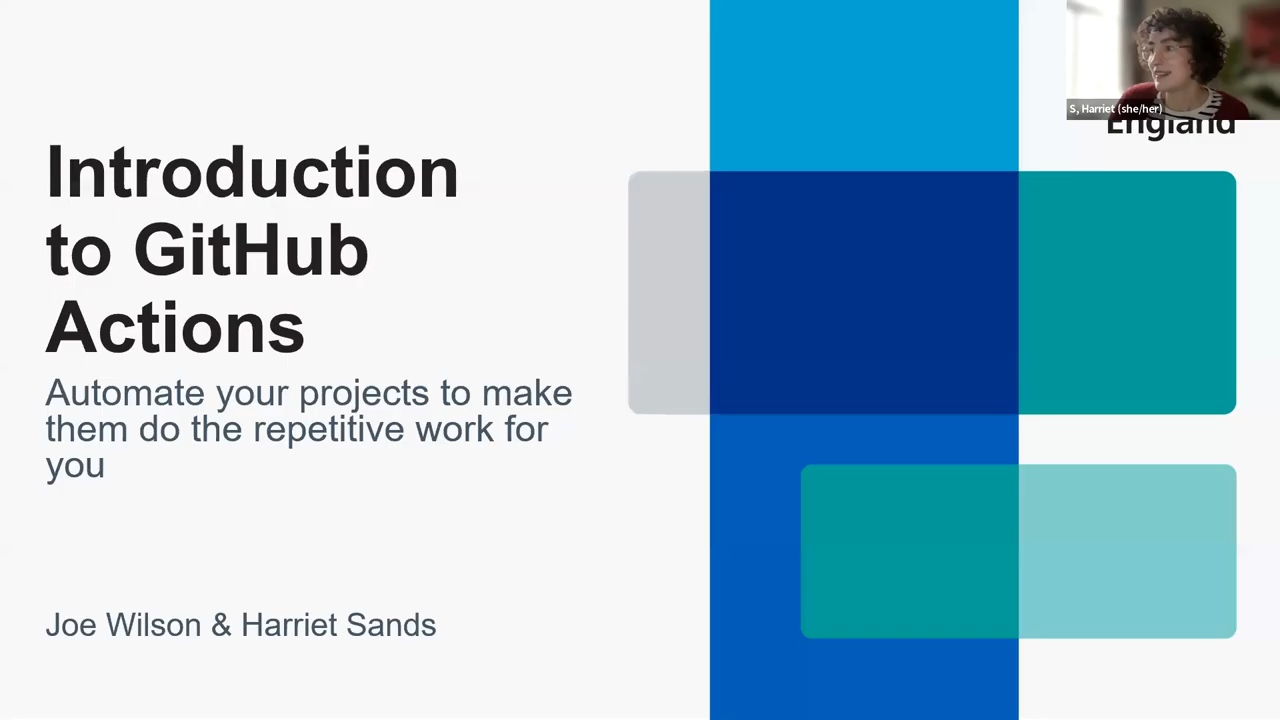 S, Harriet (she/her)
England
Introduction
to GitHub
Actions
Automate your projects to make
them do the repetitive work for
you
Joe Wilson & Harriet Sands